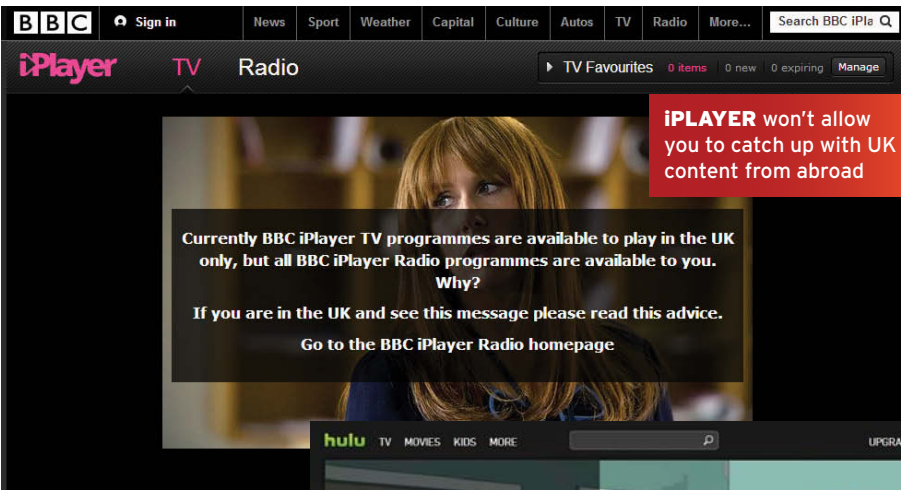 BBC Sign in News Sport Weather Capital Culture Autos TV Radio More... Search BBC iPla
iPlayer TV Radio TV Favourites 0 items 0 new 0 expiring Manage
iPLAYER won't allow
you to catch up with UK
content from abroad
Currently BBC iPlayer TV programmes are available to play in the UK
only, but all BBC iPlayer Radio programmes are available to you.
Why?
If you are in the UK and see this message please read this advice.
Go to the BBC iPlayer Radio homepage
hulu TV MOVIES KIDS MORE UPGRA